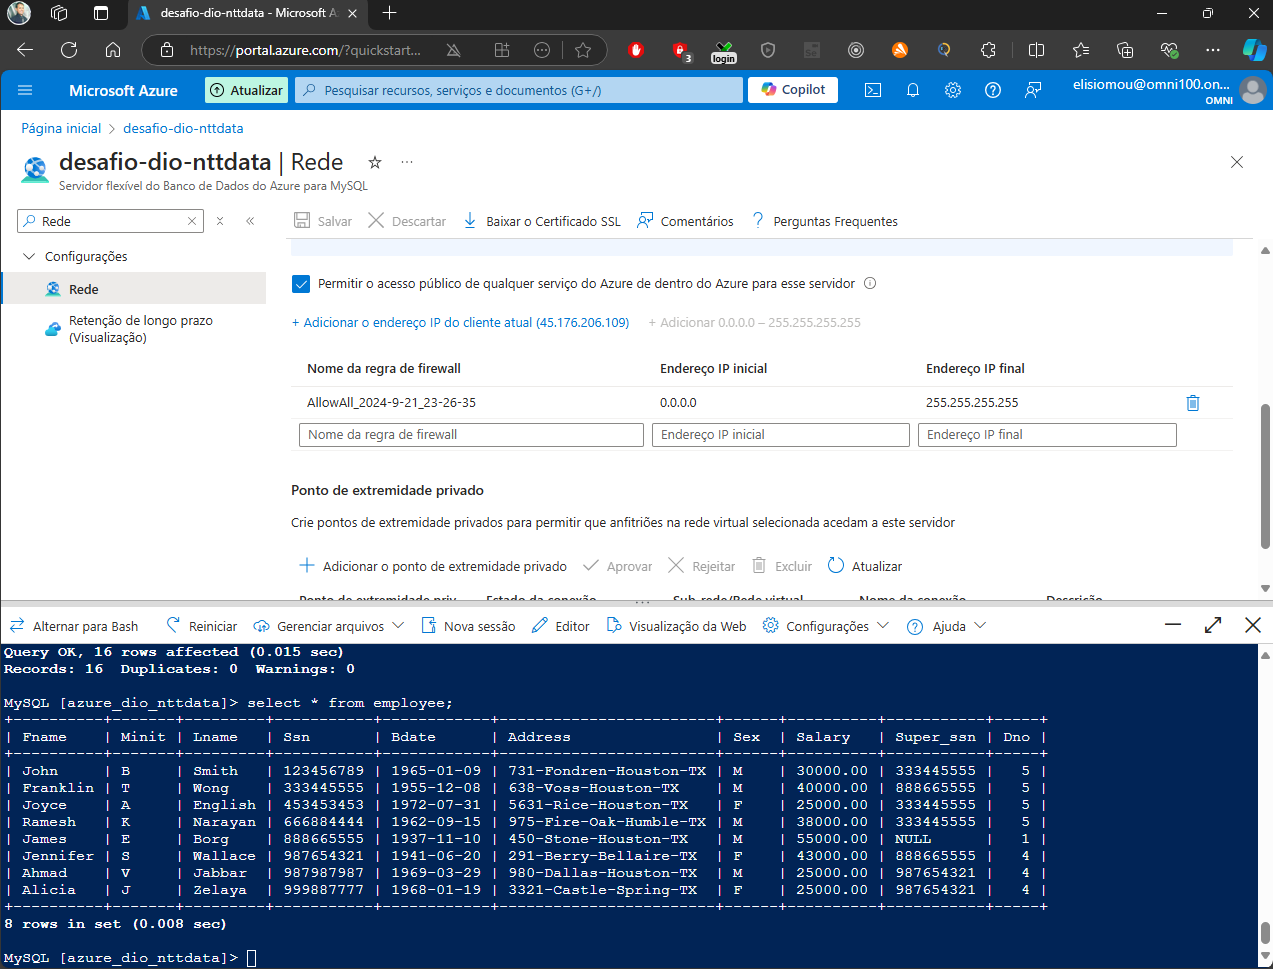 desafio-dio-nttdata - Microsoft A
https://portal.azure.com/?quickstart...
3
login
Microsoft Azure
Atualizar
Pesquisar recursos, serviços e documentos (G+/)
Copilot
elisiomou@omni100.on...
OMNI
Página inicial > desafio-dio-nttdata
desafio-dio-nttdata | Rede
Servidor flexível do Banco de Dados do Azure para MySQL
Rede
Salvar
Descartar
Baixar o Certificado SSL
Comentários
Perguntas Frequentes
Configurações
Rede
Retenção de longo prazo
(Visualização)
Permitir o acesso público de qualquer serviço do Azure de dentro do Azure para esse servidor
+ Adicionar o endereço IP do cliente atual (45.176.206.109)
+ Adicionar 0.0.0.0 – 255.255.255.255
Nome da regra de firewall
Endereço IP inicial
Endereço IP final
AllowAll_2024-9-21_23-26-35
0.0.0.0
255.255.255.255
Nome da regra de firewall
Endereço IP inicial
Endereço IP final
Ponto de extremidade privado
Crie pontos de extremidade privados para permitir que anfitriões na rede virtual selecionada acedam a este servidor
Adicionar o ponto de extremidade privado
Aprovar
Rejeitar
Excluir
Atualizar
Ponto de extremidade priv
Estado da conexão
Sub-rede/Rede virtual
Nome da conexão
Descrição
Alternar para Bash
Reiniciar
Gerenciar arquivos
Nova sessão
Editor
Visualização da Web
Configurações
Ajuda
Query OK, 16 rows affected (0.015 sec)
Records: 16  Duplicates: 0  Warnings: 0
MySQL [azure_dio_nttdata]> select * from employee;
+----------+-------+---------+-----------+------------+------------------------+------+----------+-----------+-----+
| Fname    | Minit | Lname   | Ssn       | Bdate      | Address                | Sex  | Salary   | Super_ssn | Dno |
+----------+-------+---------+-----------+------------+------------------------+------+----------+-----------+-----+
| John     | B     | Smith   | 123456789 | 1965-01-09 | 731-Fondren-Houston-TX | M    | 30000.00 | 333445555 |   5 |
| Franklin | T     | Wong    | 333445555 | 1955-12-08 | 638-Voss-Houston-TX    | M    | 40000.00 | 888665555 |   5 |
| Joyce    | A     | English | 453453453 | 1972-07-31 | 5631-Rice-Houston-TX   | F    | 25000.00 | 333445555 |   5 |
| Ramesh   | K     | Narayan | 666884444 | 1962-09-15 | 975-Fire-Oak-Humble-TX | M    | 38000.00 | 333445555 |   5 |
| James    | E     | Borg    | 888665555 | 1937-11-10 | 450-Stone-Houston-TX   | M    | 55000.00 | NULL      |   1 |
| Jennifer | S     | Wallace | 987654321 | 1941-06-20 | 291-Berry-Bellaire-TX  | F    | 43000.00 | 888665555 |   4 |
| Ahmad    | V     | Jabbar  | 987987987 | 1969-03-29 | 980-Dallas-Houston-TX  | M    | 25000.00 | 987654321 |   4 |
| Alicia   | J     | Zelaya  | 999887777 | 1968-01-19 | 3321-Castle-Spring-TX  | F    | 25000.00 | 987654321 |   4 |
+----------+-------+---------+-----------+------------+------------------------+------+----------+-----------+-----+
8 rows in set (0.008 sec)
MySQL [azure_dio_nttdata]>